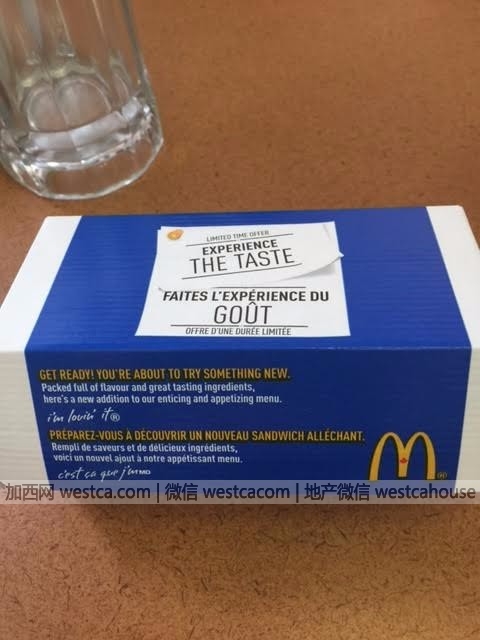 LIMITED TIME OFFER
EXPERIENCE
THE TASTE
FAITES L'EXPÉRIENCE DU
GOÛT
OFFRE D'UNE DURÉE LIMITÉE
GET READY! YOU'RE ABOUT TO TRY SOMETHING NEW.
Packed full of flavour and great tasting ingredients,
here's a new addition to our enticing and appetizing menu.
i'm lovin' it®
PRÉPAREZ-VOUS À DÉCOUVRIR UN NOUVEAU SANDWICH ALLÉCHANT.
Rempli de saveurs et de délicieux ingrédients,
voici un nouvel ajout à notre appétissant menu.
c'est ça que j'm MD
加西网 westca.com | 微信 westcacom | 地产微信 westcahouse